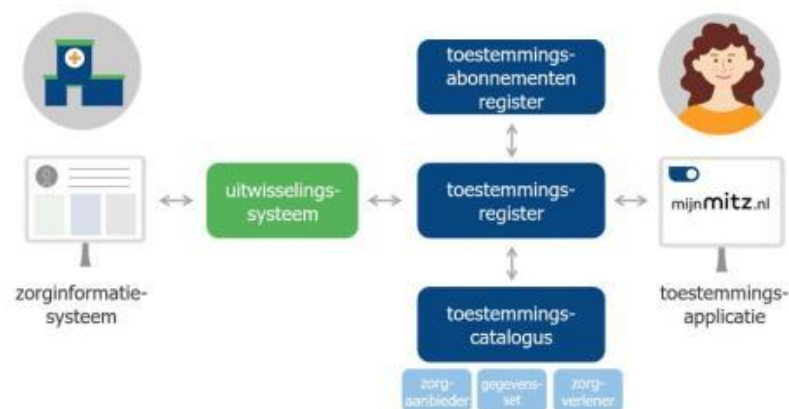 toestemmings-
abonnementen
register
uitwisselings-
systeem
toestemmings-
register
mijnmitz.nl
zorginformatie-
systeem
toestemmings-
catalogus
toestemmings-
applicatie
zorg-
aanbieder
gegevens-
set
zorg-
verlener